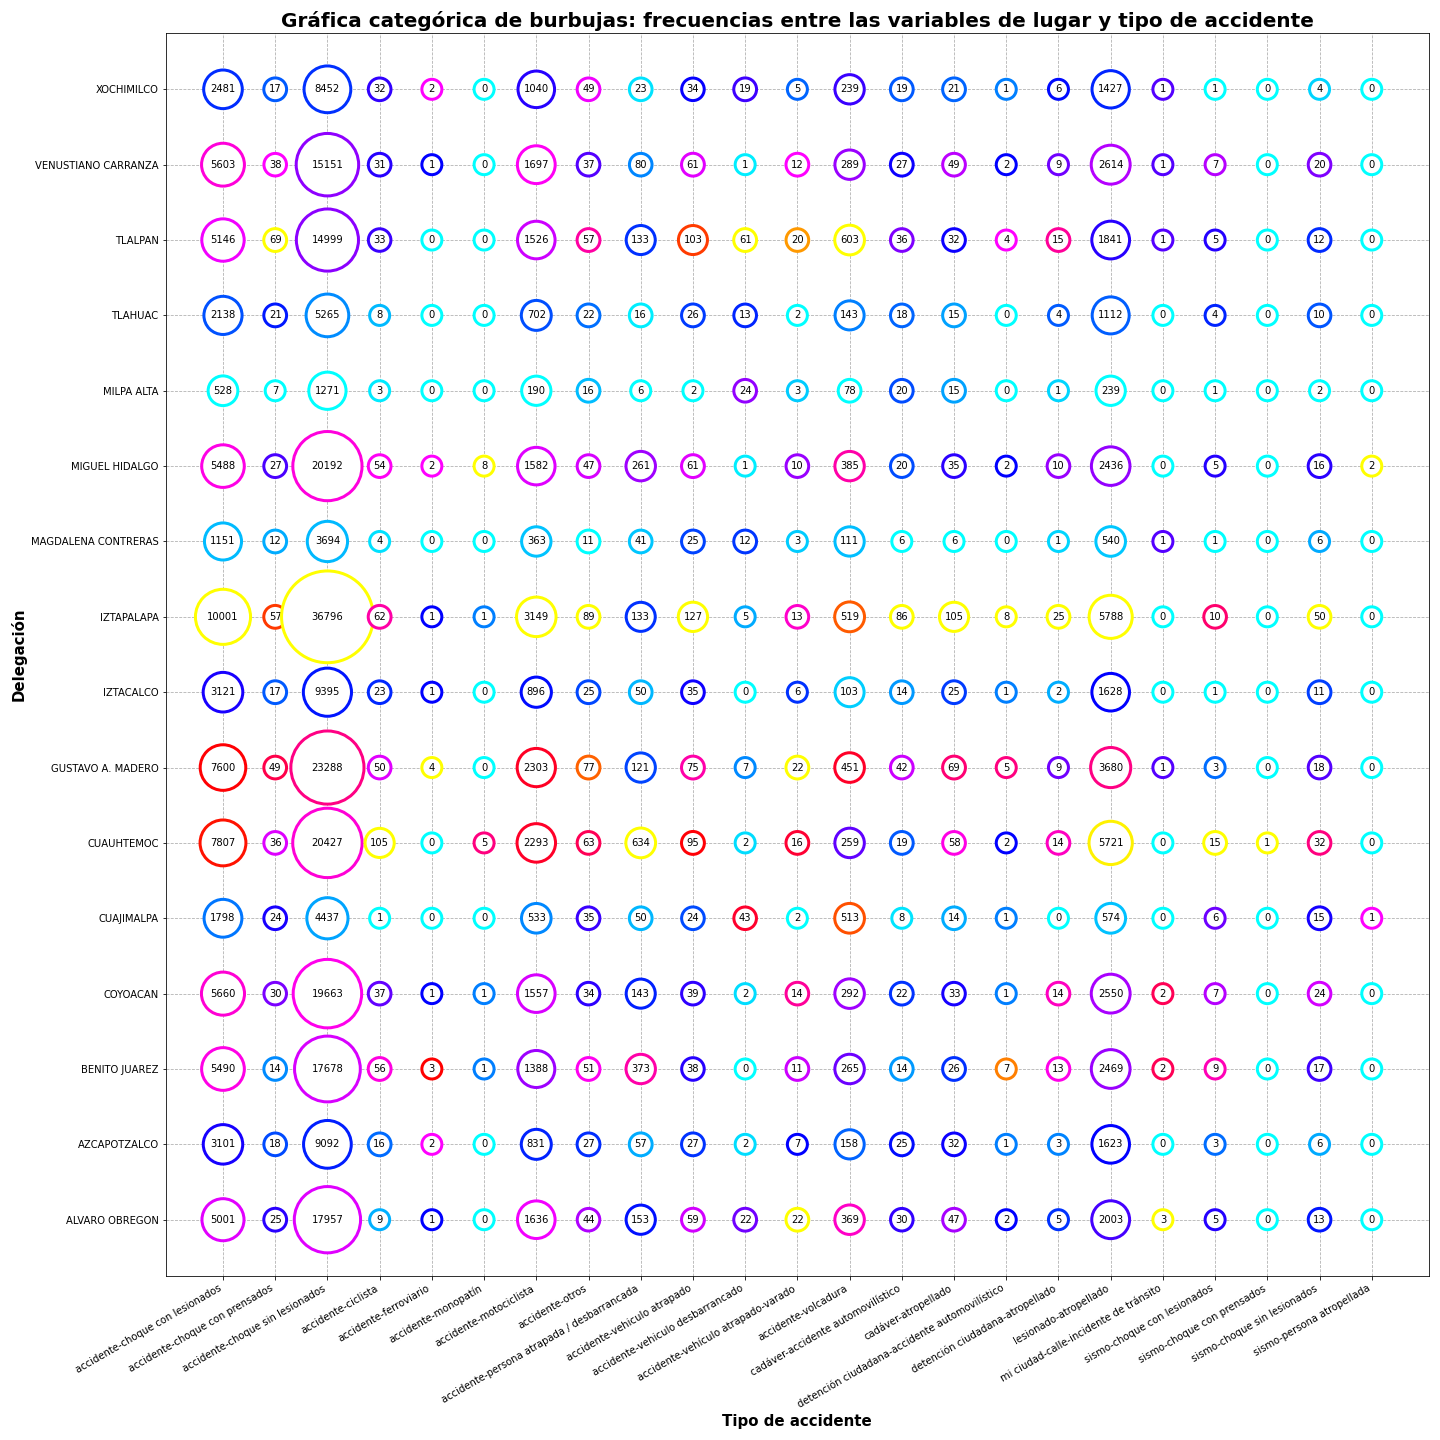 Gráfica categórica de burbujas: frecuencias entre las variables de lugar y tipo de accidente
Delegación
XOCHIMILCO 2481 17 8452 32 2 0 1040 49 23 34 19 5 239 19 21 1 6 1427 1 1 0 4 0
VENUSTIANO CARRANZA 5603 38 15151 31 1 0 1697 37 80 61 1 12 289 27 49 2 9 2614 1 7 0 20 0
TLALPAN 5146 69 14999 33 0 0 1526 57 133 103 61 20 603 36 32 4 15 1841 1 5 0 12 0
TLAHUAC 2138 21 5265 8 0 0 702 22 16 26 13 2 143 18 15 0 4 1112 0 4 0 10 0
MILPA ALTA 528 7 1271 3 0 0 190 16 6 2 24 3 78 20 15 0 1 239 0 1 0 2 0
MIGUEL HIDALGO 5488 27 20192 54 2 8 1582 47 261 61 1 10 385 20 35 2 10 2436 0 5 0 16 2
MAGDALENA CONTRERAS 1151 12 3694 4 0 0 363 11 41 25 12 3 111 6 6 0 1 540 1 1 0 6 0
IZTAPALAPA 10001 57 36796 62 1 1 3149 89 133 127 5 13 519 86 105 8 25 5788 0 10 0 50 0
IZTACALCO 3121 17 9395 23 1 0 896 25 50 35 0 6 103 14 25 1 2 1628 0 1 0 11 0
GUSTAVO A. MADERO 7600 49 23288 50 4 0 2303 77 121 75 7 22 451 42 69 5 9 3680 1 3 0 18 0
CUAUHTEMOC 7807 36 20427 105 0 5 2293 63 634 95 2 16 259 19 58 2 14 5721 0 15 1 32 0
CUAJIMALPA 1798 24 4437 1 0 0 533 35 50 24 43 2 513 8 14 1 0 574 0 6 0 15 1
COYOACAN 5660 30 19663 37 1 1 1557 34 143 39 2 14 292 22 33 1 14 2550 2 7 0 24 0
BENITO JUAREZ 5490 14 17678 56 3 1 1388 51 373 38 0 11 265 14 26 7 13 2469 2 9 0 17 0
AZCAPOTZALCO 3101 18 9092 16 2 0 831 27 57 27 2 7 158 25 32 1 3 1623 0 3 0 6 0
ALVARO OBREGON 5001 25 17957 9 1 0 1636 44 153 59 22 22 369 30 47 2 5 2003 3 5 0 13 0
accidente-choque con lesionados
accidente-choque con prensados
accidente-choque sin lesionados
accidente-ciclista
accidente-ferroviario
accidente-monopatín
accidente-motociclista
accidente-otros
accidente-persona atrapada / desbarrancada
accidente-vehiculo atrapado
accidente-vehiculo desbarrancado
accidente-vehículo atrapado-varado
accidente-volcadura
cadáver-accidente automovilístico
cadáver-atropellado
detención ciudadana-accidente automovilístico
detención ciudadana-atropellado
lesionado-atropellado
mi ciudad-calle-incidente de tránsito
sismo-choque con lesionados
sismo-choque con prensados
sismo-choque sin lesionados
sismo-persona atropellada
Tipo de accidente